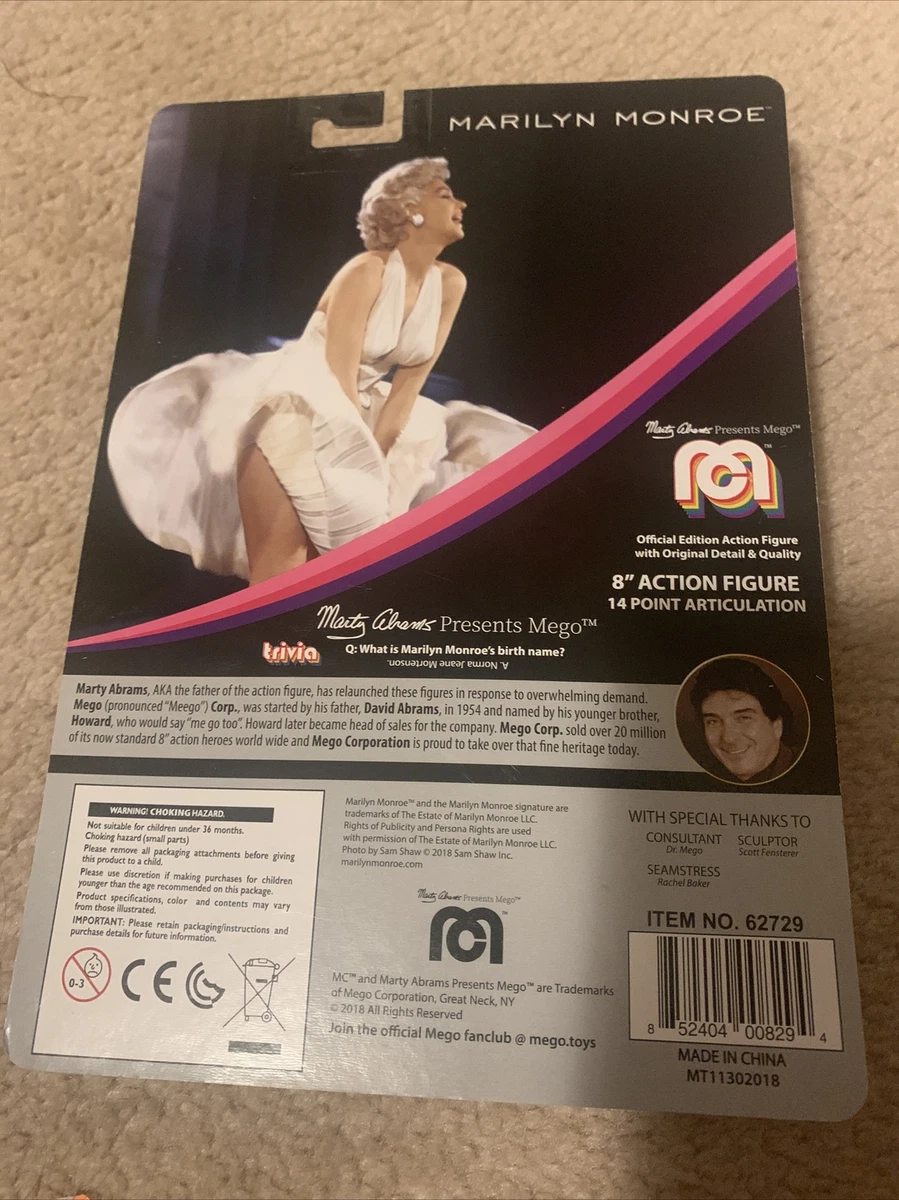 MARILYN MONROE™
Marty Abrams Presents Mego™
Official Edition Action Figure
with Original Detail & Quality
8" ACTION FIGURE
14 POINT ARTICULATION
Marty Abrams Presents Mego™
trivia
Q: What is Marilyn Monroe's birth name?
A. Norma Jeane Mortenson.
Marty Abrams, AKA the father of the action figure, has relaunched these figures in response to overwhelming demand.
Mego (pronounced "Meego") Corp., was started by his father, David Abrams, in 1954 and named by his younger brother,
Howard, who would say "me go too". Howard later became head of sales for the company. Mego Corp. sold over 20 million
of its now standard 8" action heroes world wide and Mego Corporation is proud to take over that fine heritage today.
WARNING! CHOKING HAZARD.
Not suitable for children under 36 months.
Choking hazard (small parts)
Please remove all packaging attachments before giving
this product to a child.
Please use discretion if making purchases for children
younger than the age recommended on this package.
Product specifications, color and contents may vary
from those illustrated.
IMPORTANT: Please retain packaging/instructions and
purchase details for future information.
0-3
CE
Marilyn Monroe™ and the Marilyn Monroe signature are
trademarks of The Estate of Marilyn Monroe LLC.
Rights of Publicity and Persona Rights are used
with permission of The Estate of Marilyn Monroe LLC.
Photo by Sam Shaw © 2018 Sam Shaw Inc.
marilynmonroe.com
Marty Abrams Presents Mego™
MC™ and Marty Abrams Presents Mego™ are Trademarks
of Mego Corporation, Great Neck, NY
© 2018 All Rights Reserved
Join the official Mego fanclub @ mego.toys
WITH SPECIAL THANKS TO
CONSULTANT SCULPTOR
Dr. Mego Scott Fensterer
SEAMSTRESS
Rachel Baker
ITEM NO. 62729
8 52404 00829 4
MADE IN CHINA
MT11302018